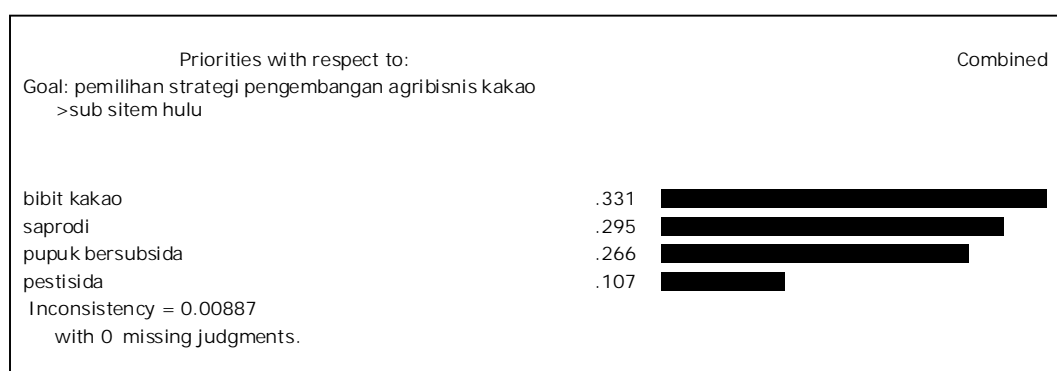 Priorities with respect to: Combined
Goal: pemilihan strategi pengembangan agribisnis kakao
>sub sitem hulu
bibit kakao .331
saprodi .295
pupuk bersubsida .266
pestisida .107
Inconsistency = 0.00887
with 0 missing judgments.